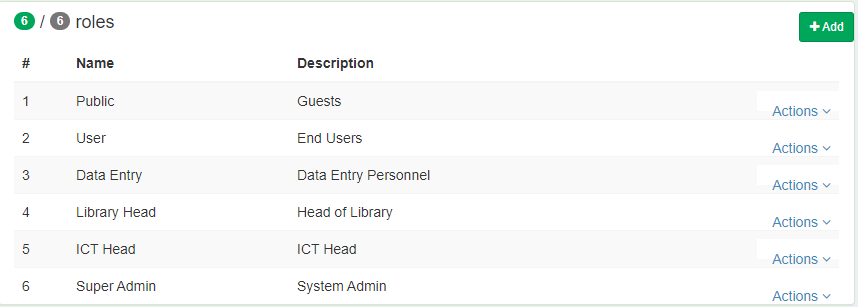 6 / 6 roles
+ Add
# Name Description
1 Public Guests Actions
2 User End Users Actions
3 Data Entry Data Entry Personnel Actions
4 Library Head Head of Library Actions
5 ICT Head ICT Head Actions
6 Super Admin System Admin Actions